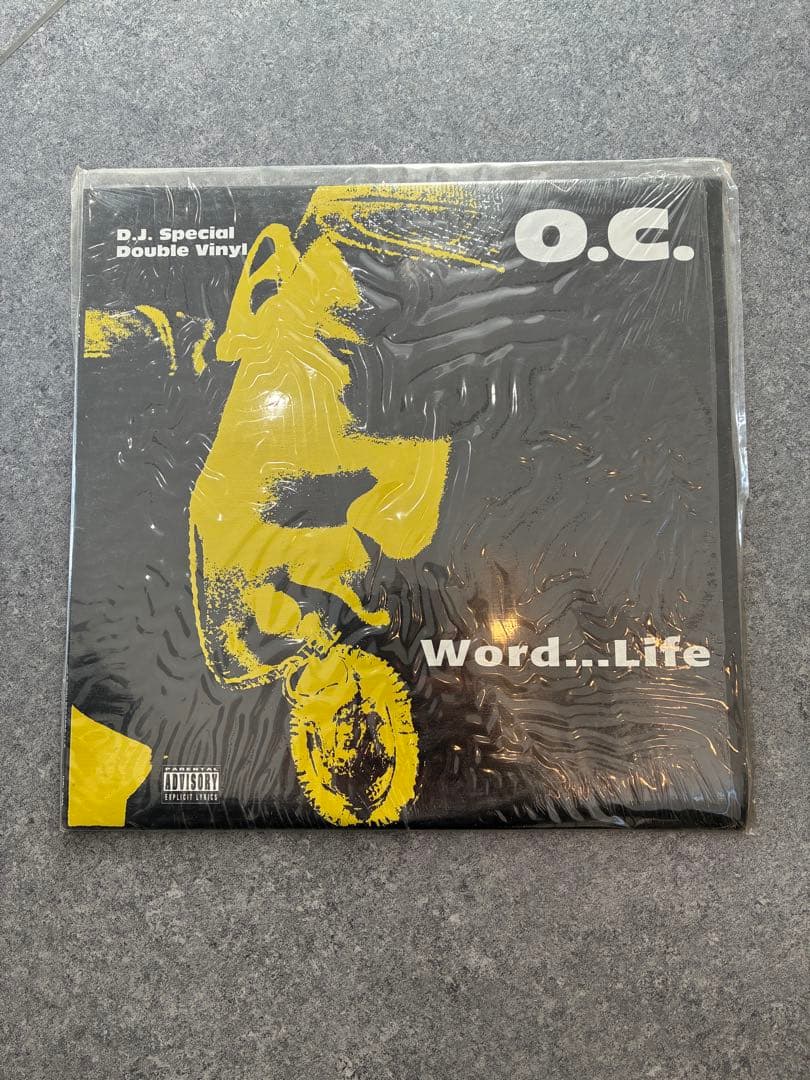 D.J. Special
Double Vinyl
O.C.
Word...Life
PARENTAL
ADVISORY
EXPLICIT LYRICS